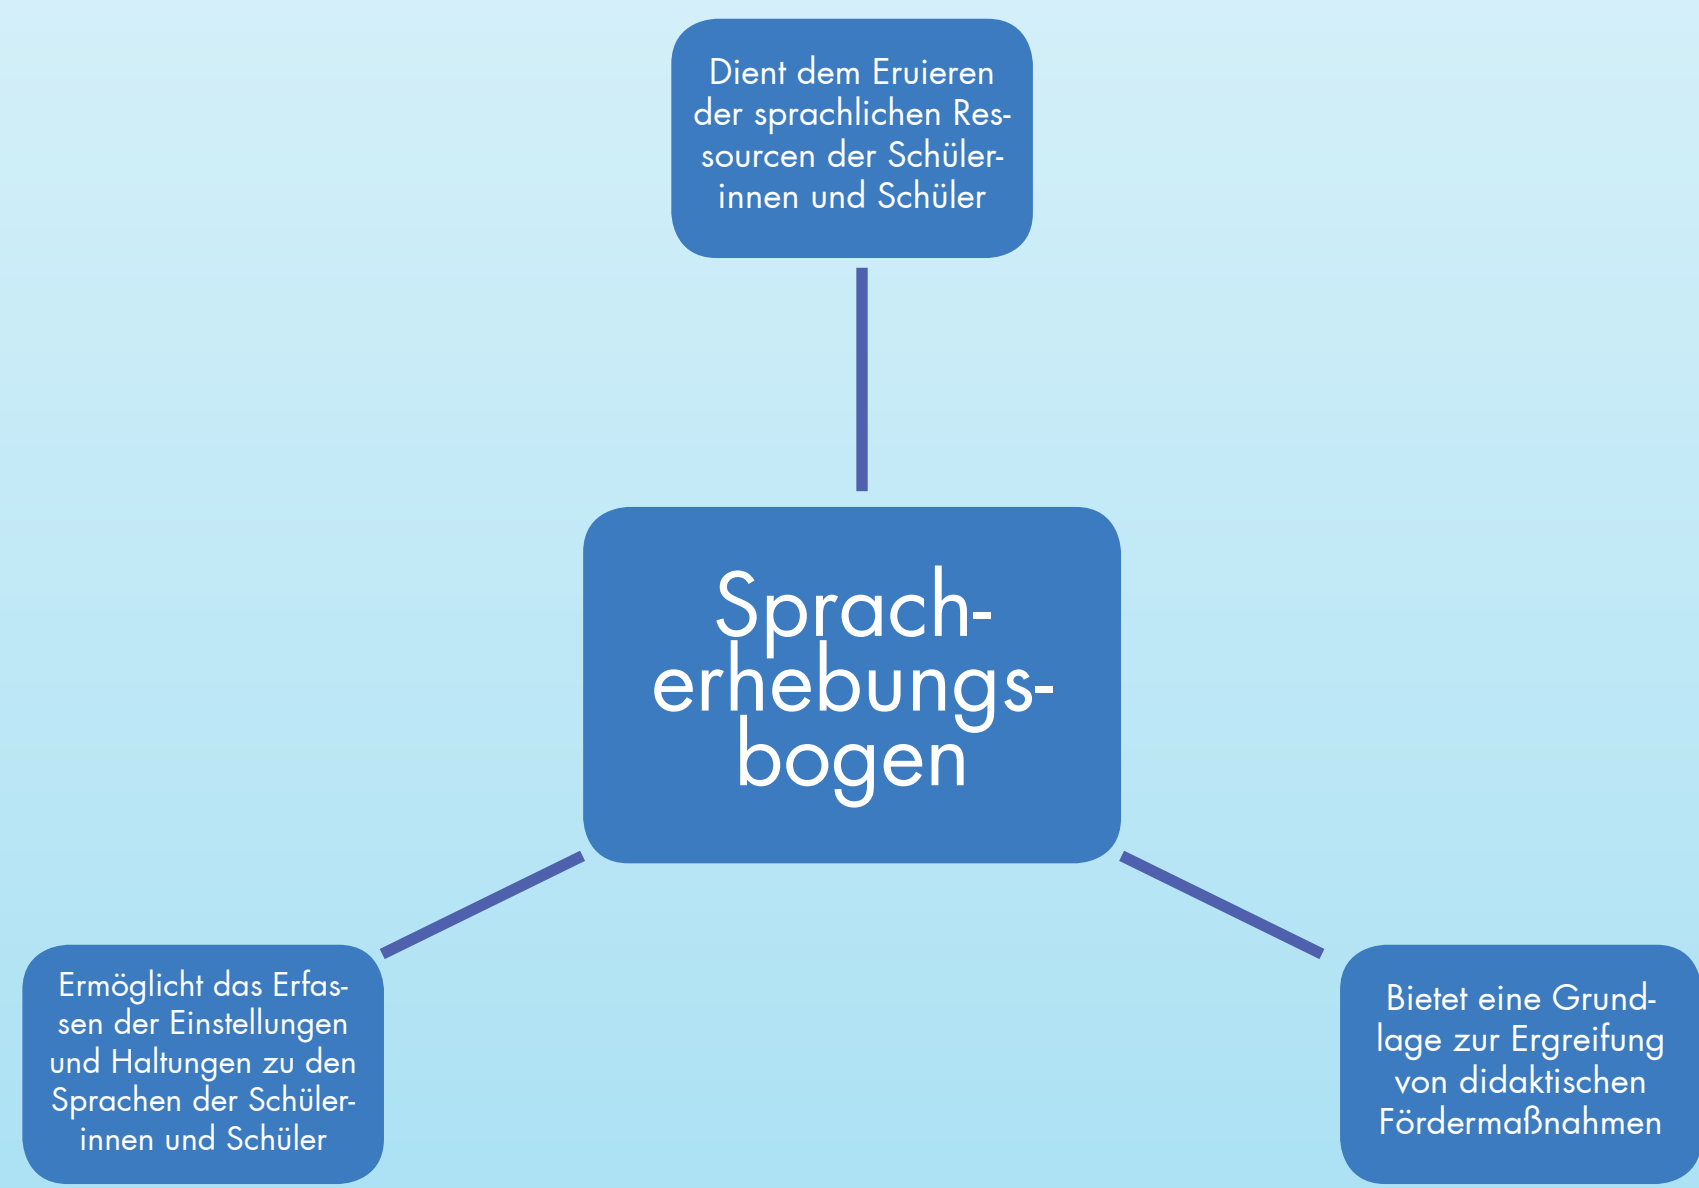 Dient dem Eruieren
der sprachlichen Res-
sourcen der Schüler-
innen und Schüler
Sprach-
erhebungs-
bogen
Ermöglicht das Erfas-
sen der Einstellungen
und Haltungen zu den
Sprachen der Schüler-
innen und Schüler
Bietet eine Grund-
lage zur Ergreifung
von didaktischen
Fördermaßnahmen